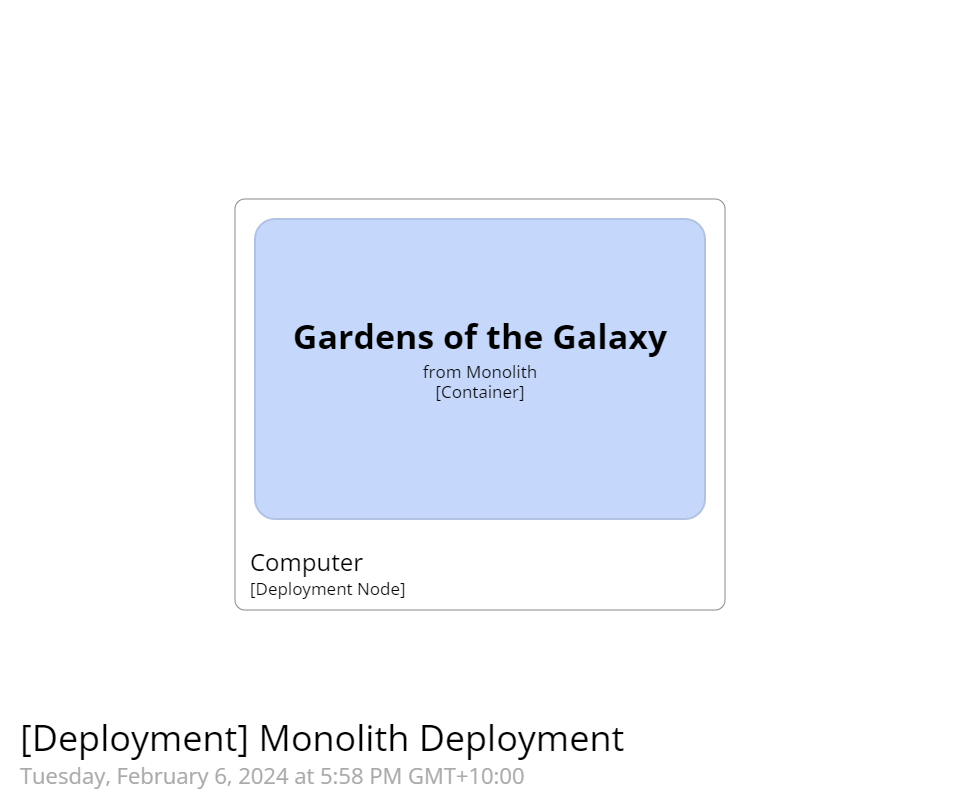 Gardens of the Galaxy
from Monolith
[Container]
Computer
[Deployment Node]
[Deployment] Monolith Deployment
Tuesday, February 6, 2024 at 5:58 PM GMT+10:00